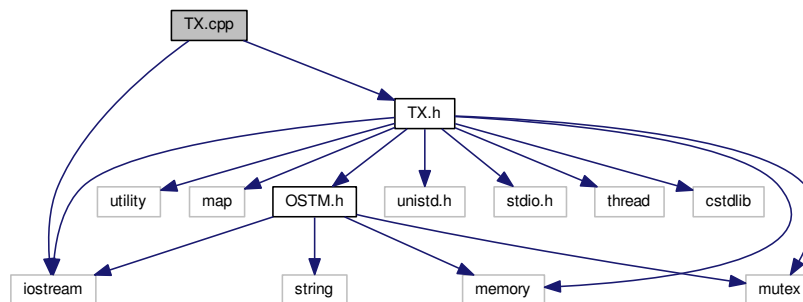 TX.cpp
TX.h
utility
map
OSTM.h
unistd.h
stdio.h
thread
cstdlib
iostream
string
memory
mutex